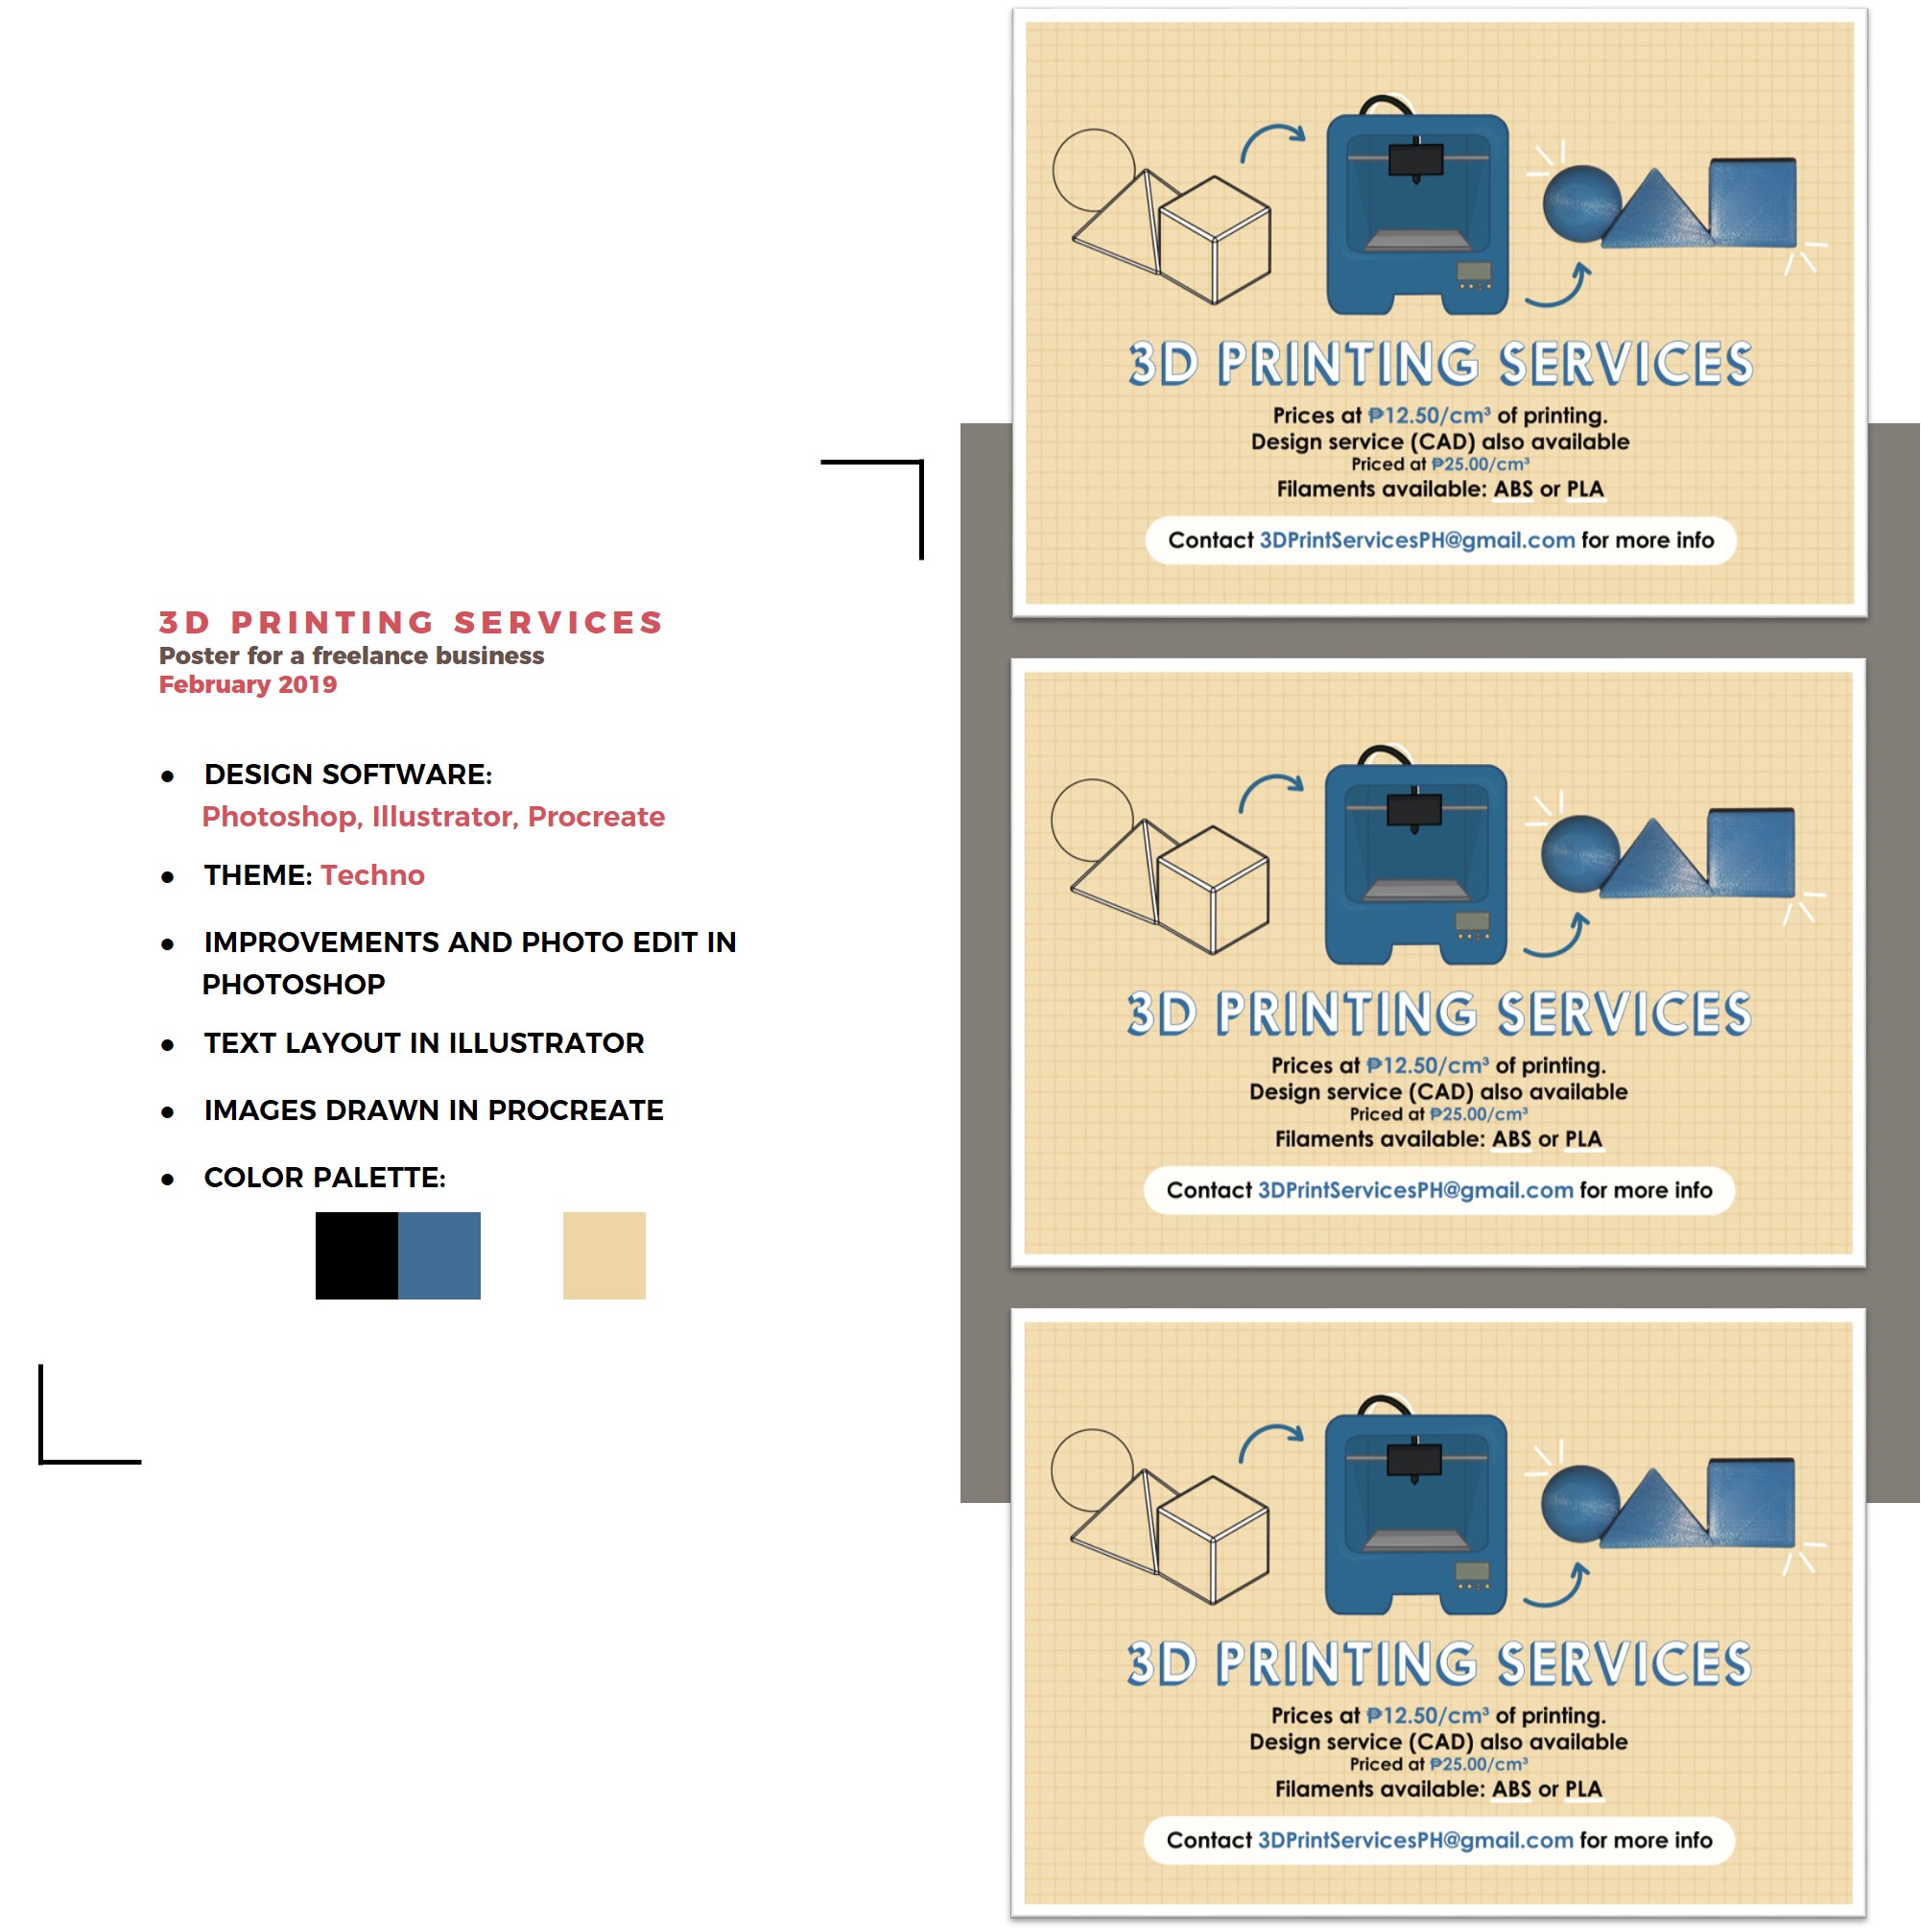 3D PRINTING SERVICES
Poster for a freelance business
February 2019
• DESIGN SOFTWARE:
Photoshop, Illustrator, Procreate
• THEME: Techno
• IMPROVEMENTS AND PHOTO EDIT IN
PHOTOSHOP
• TEXT LAYOUT IN ILLUSTRATOR
• IMAGES DRAWN IN PROCREATE
• COLOR PALETTE:
3D PRINTING SERVICES
Prices at ₱12.50/cm³ of printing.
Design service (CAD) also available
Priced at ₱25.00/cm³
Filaments available: ABS or PLA
Contact 3DPrintServicesPH@gmail.com for more info
3D PRINTING SERVICES
Prices at ₱12.50/cm³ of printing.
Design service (CAD) also available
Priced at ₱25.00/cm³
Filaments available: ABS or PLA
Contact 3DPrintServicesPH@gmail.com for more info
3D PRINTING SERVICES
Prices at ₱12.50/cm³ of printing.
Design service (CAD) also available
Priced at ₱25.00/cm³
Filaments available: ABS or PLA
Contact 3DPrintServicesPH@gmail.com for more info